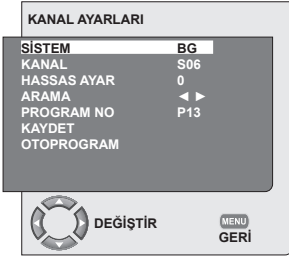 KANAL AYARLARI
SİSTEM BG
KANAL S06
HASSAS AYAR 0
ARAMA ◄ ►
PROGRAM NO P13
KAYDET
OTOPROGRAM
DEĞİŞTİR MENU
GERİ